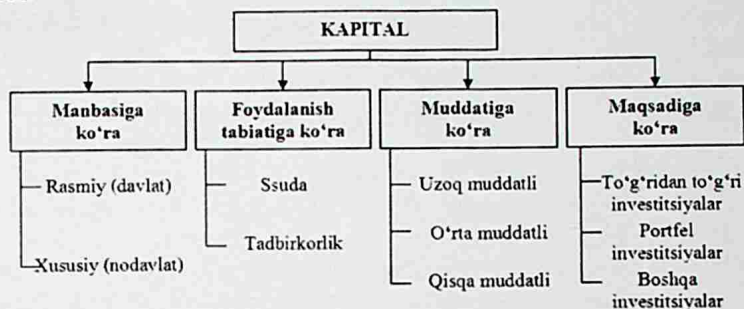 KAPITAL
Manbasiga
ko‘ra
Rasmiy (davlat)
Xususiy (nodavlat)
Foydalanish
tabiatiga ko‘ra
Ssuda
Tadbirkorlik
Muddatiga
ko‘ra
Uzoq muddatli
O‘rta muddatli
Qisqa muddatli
Maqsadiga
ko‘ra
To‘g‘ridan to‘g‘ri
investitsiyalar
Portfel
investitsiyalar
Boshqa
investitsiyalar